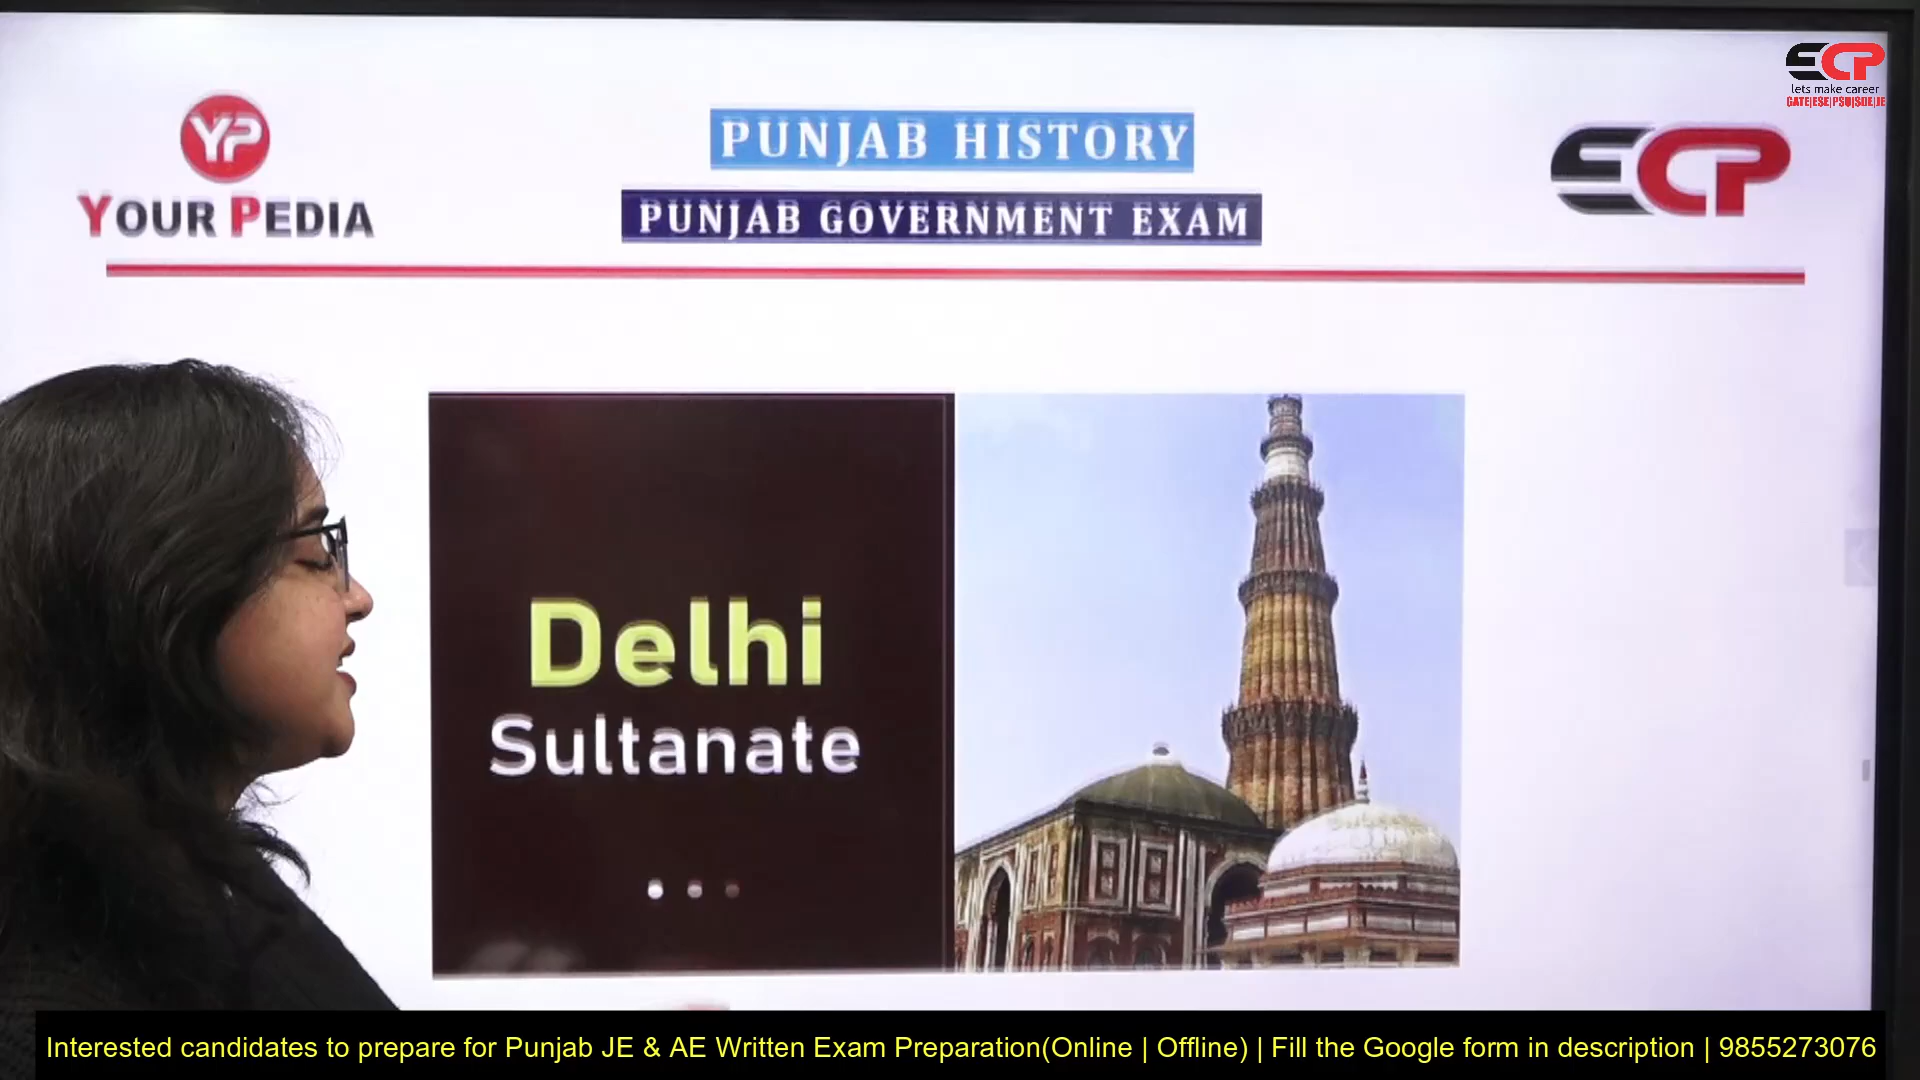 ECP
lets make career
GATE|ESE|PSU|SDE|JE
YP
YOUR PEDIA
PUNJAB HISTORY
PUNJAB GOVERNMENT EXAM
ECP
Delhi
Sultanate
Interested candidates to prepare for Punjab JE & AE Written Exam Preparation(Online | Offline) | Fill the Google form in description | 9855273076